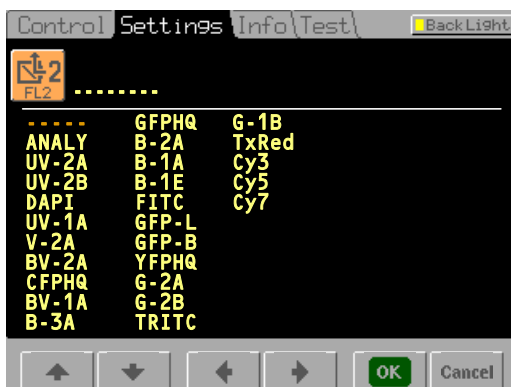 Control Settings Info Test BackLight
2
FL2 --------
----- GFPHQ G-1B
ANALY B-2A TxRed
UV-2A B-1A Cy3
UV-2B B-1E Cy5
DAPI FITC Cy7
UV-1A GFP-L
V-2A GFP-B
BV-2A YFPHQ
CFPHQ G-2A
BV-1A G-2B
B-3A TRITC
OK Cancel